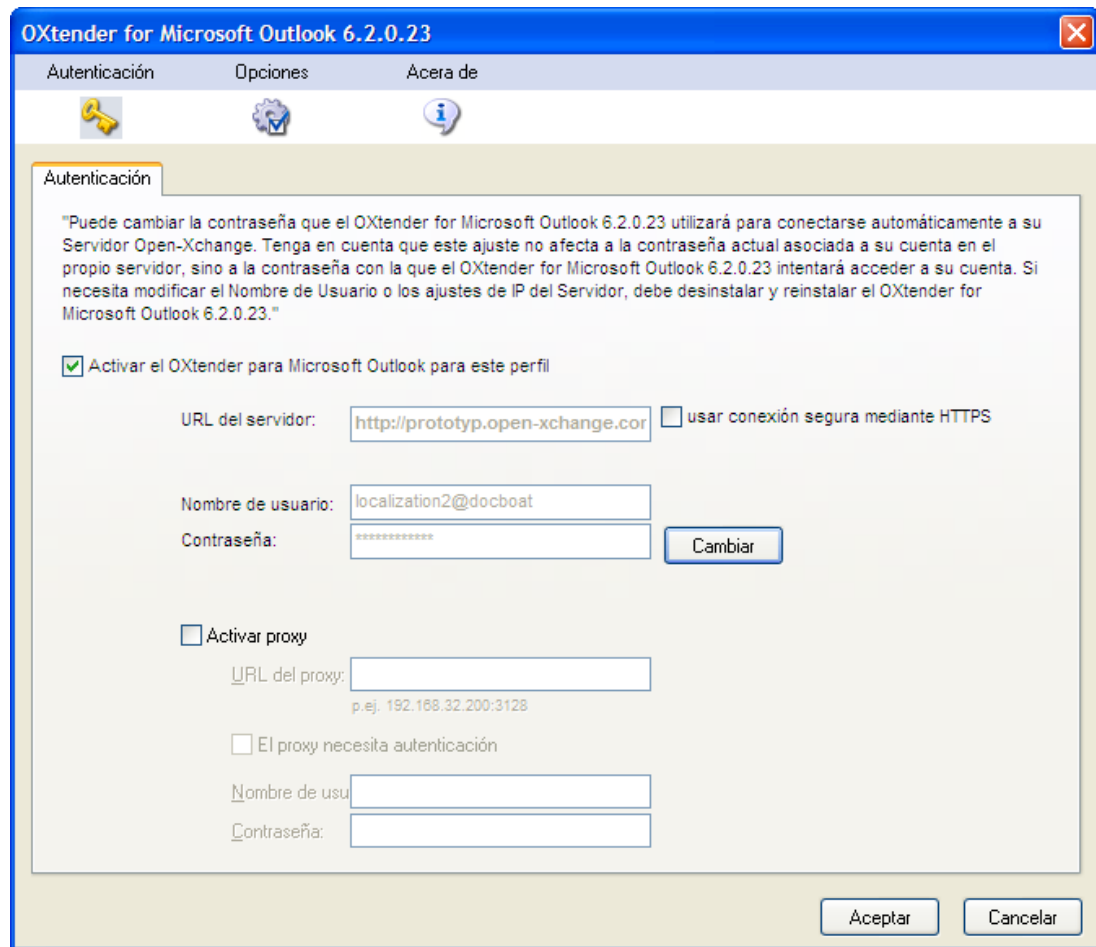 OXtender for Microsoft Outlook 6.2.0.23
Autenticación Opciones Acera de
Autenticación
"Puede cambiar la contraseña que el OXtender for Microsoft Outlook 6.2.0.23 utilizará para conectarse automáticamente a su
Servidor Open-Xchange. Tenga en cuenta que este ajuste no afecta a la contraseña actual asociada a su cuenta en el
propio servidor, sino a la contraseña con la que el OXtender for Microsoft Outlook 6.2.0.23 intentará acceder a su cuenta. Si
necesita modificar el Nombre de Usuario o los ajustes de IP del Servidor, debe desinstalar y reinstalar el OXtender for
Microsoft Outlook 6.2.0.23."
Activar el OXtender para Microsoft Outlook para este perfil
URL del servidor: http://prototyp.open-xchange.cor usar conexión segura mediante HTTPS
Nombre de usuario: localization2@docboat
Contraseña: ************ Cambiar
Activar proxy
URL del proxy:
p.ej. 192.168.32.200:3128
El proxy necesita autenticación
Nombre de usu
Contraseña:
Aceptar Cancelar